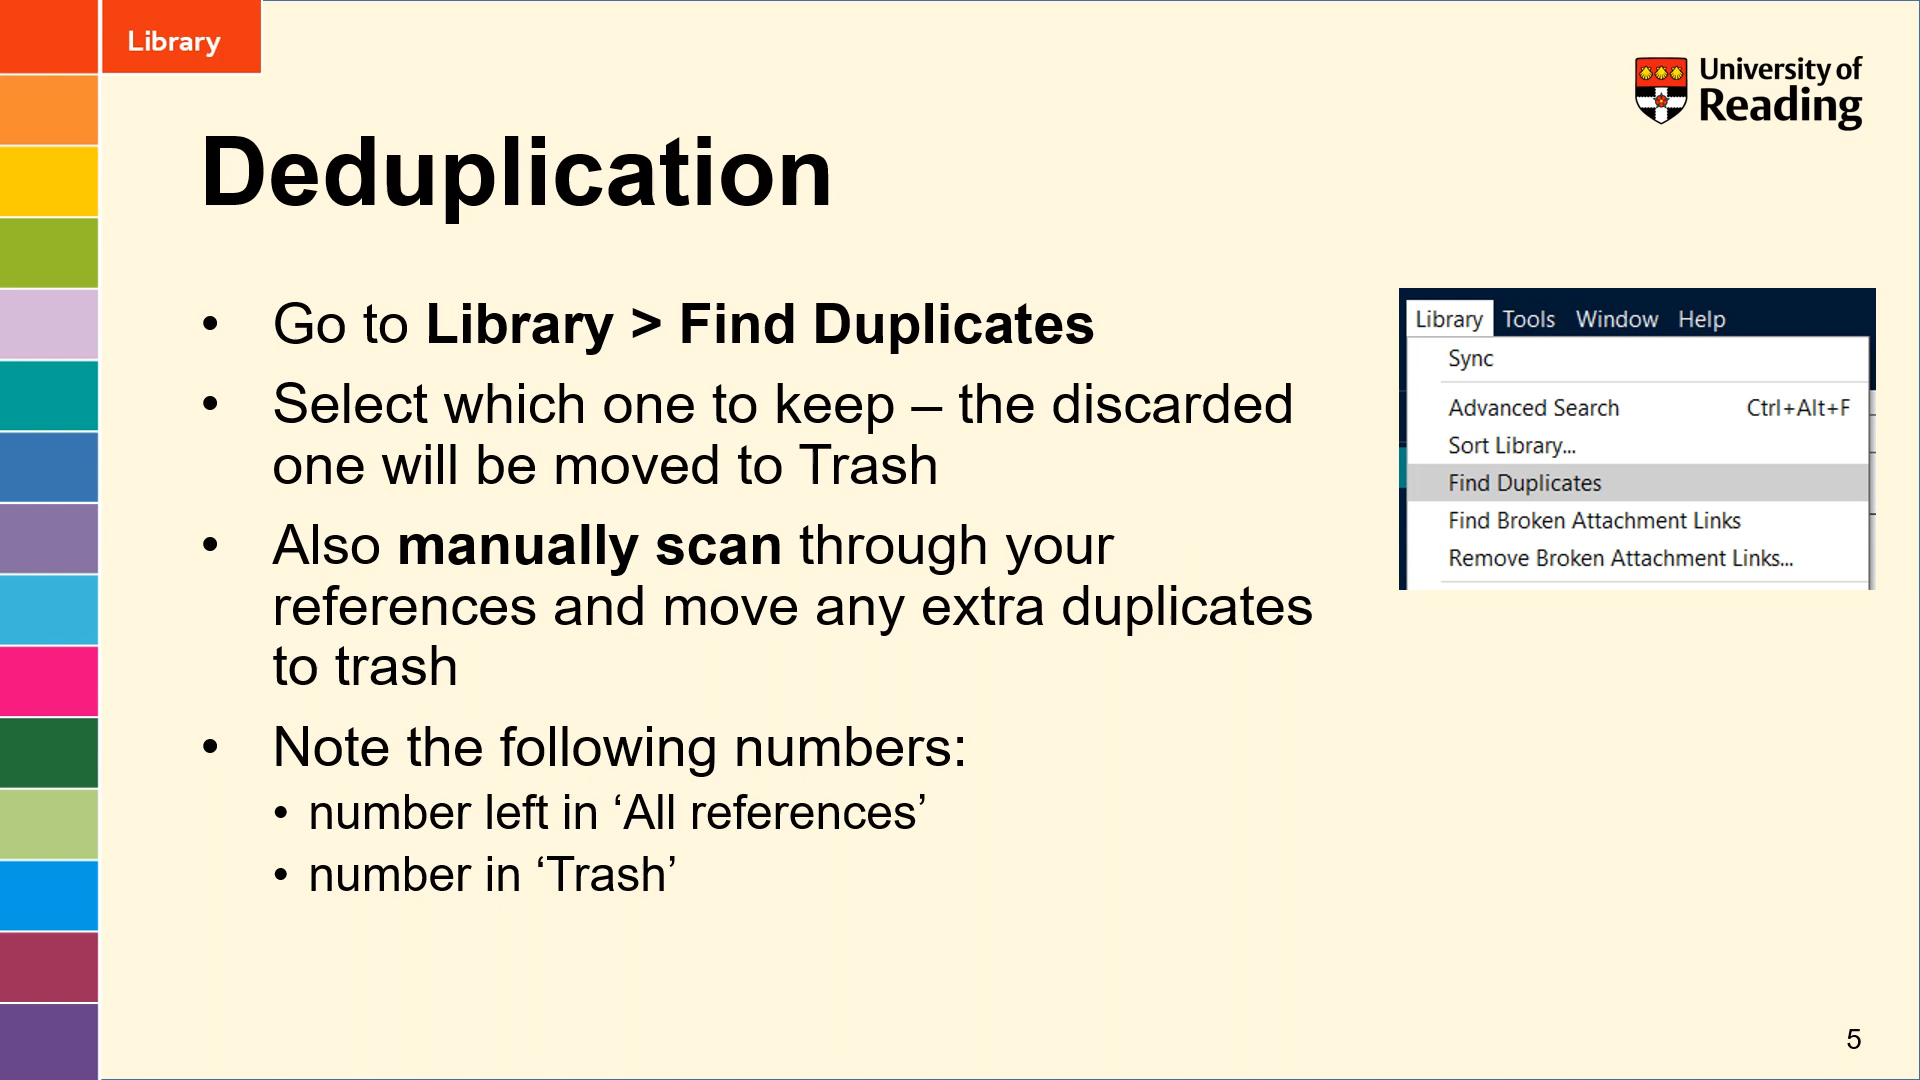 Library
University of
Reading
Deduplication
• Go to Library > Find Duplicates
• Select which one to keep – the discarded
one will be moved to Trash
• Also manually scan through your
references and move any extra duplicates
to trash
• Note the following numbers:
• number left in ‘All references’
• number in ‘Trash’
Library Tools Window Help
Sync
Advanced Search Ctrl+Alt+F
Sort Library...
Find Duplicates
Find Broken Attachment Links
Remove Broken Attachment Links...
5